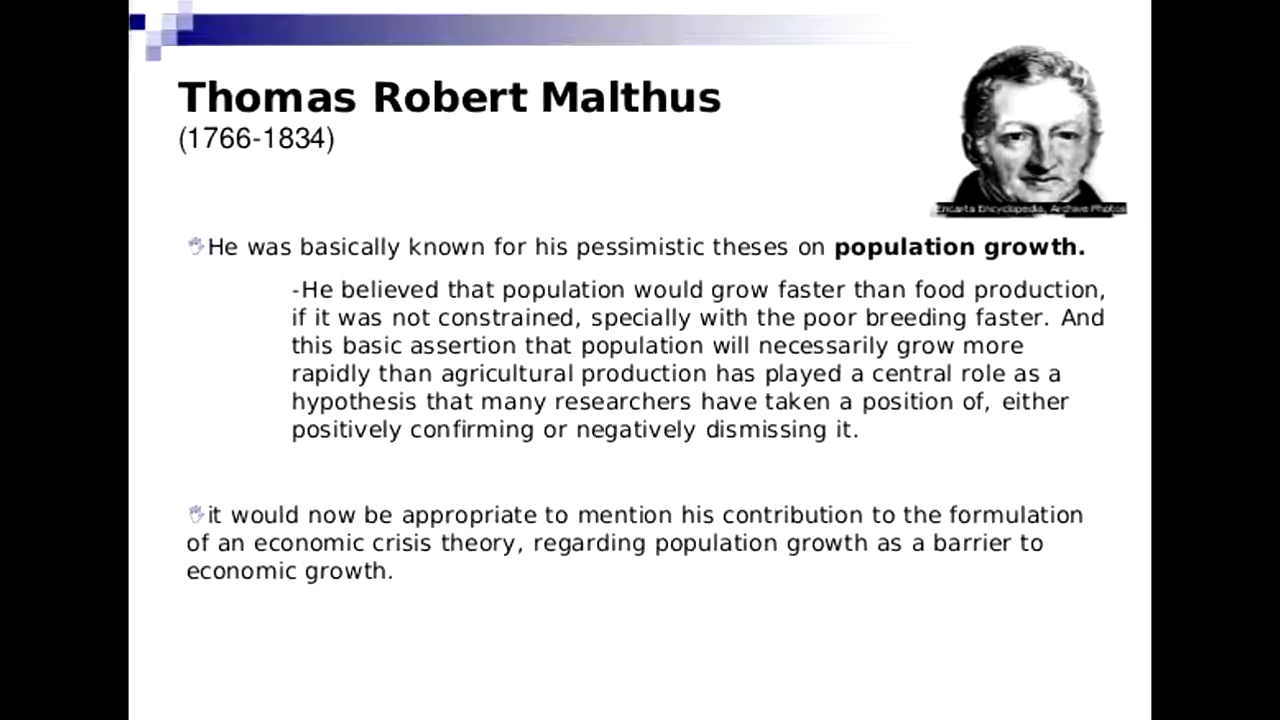 Thomas Robert Malthus
(1766-1834)
Encarta Encyclopedia, Archive Photos
He was basically known for his pessimistic theses on population growth.
-He believed that population would grow faster than food production,
if it was not constrained, specially with the poor breeding faster. And
this basic assertion that population will necessarily grow more
rapidly than agricultural production has played a central role as a
hypothesis that many researchers have taken a position of, either
positively confirming or negatively dismissing it.
it would now be appropriate to mention his contribution to the formulation
of an economic crisis theory, regarding population growth as a barrier to
economic growth.